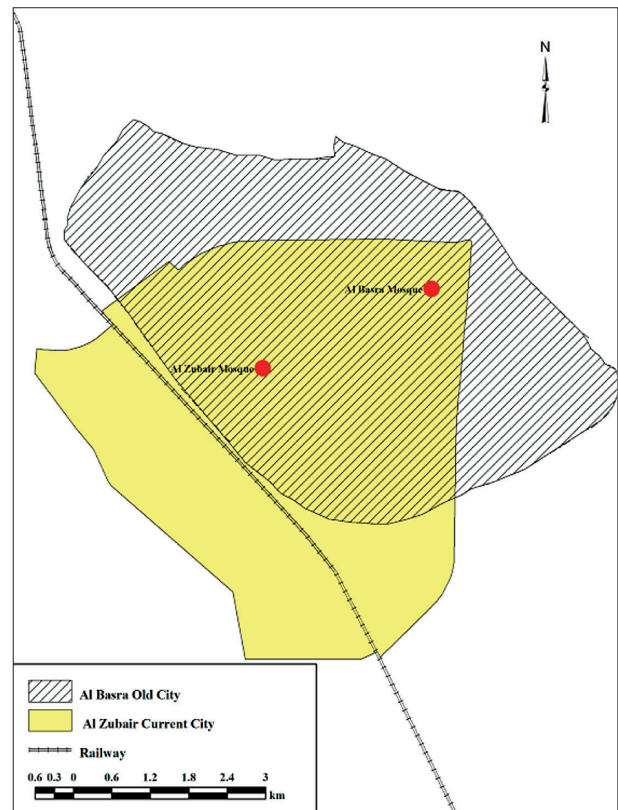 N
Al Basra Mosque
Al Zubair Mosque
Al Basra Old City
Al Zubair Current City
Railway
0.6 0.3 0 0.6 1.2 1.8 2.4 3
km